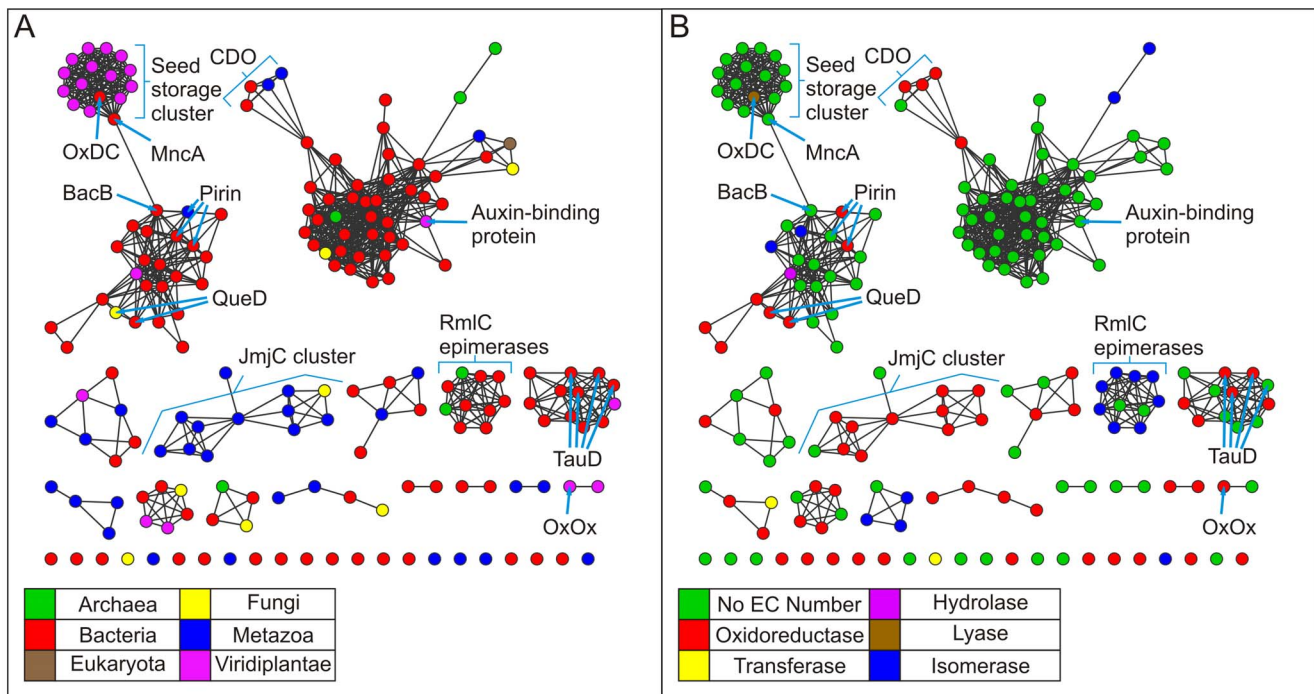 A
CDO
Seed
storage
cluster
OxDC
MncA
BacB
Pirin
Auxin-binding
protein
QueD
RmlC
epimerases
JmjC cluster
TauD
OxOx
Archaea
Fungi
Bacteria
Metazoa
Eukaryota
Viridiplantae
B
CDO
Seed
storage
cluster
OxDC
MncA
BacB
Pirin
Auxin-binding
protein
QueD
RmlC
epimerases
JmjC cluster
TauD
OxOx
No EC Number
Hydrolase
Oxidoreductase
Lyase
Transferase
Isomerase